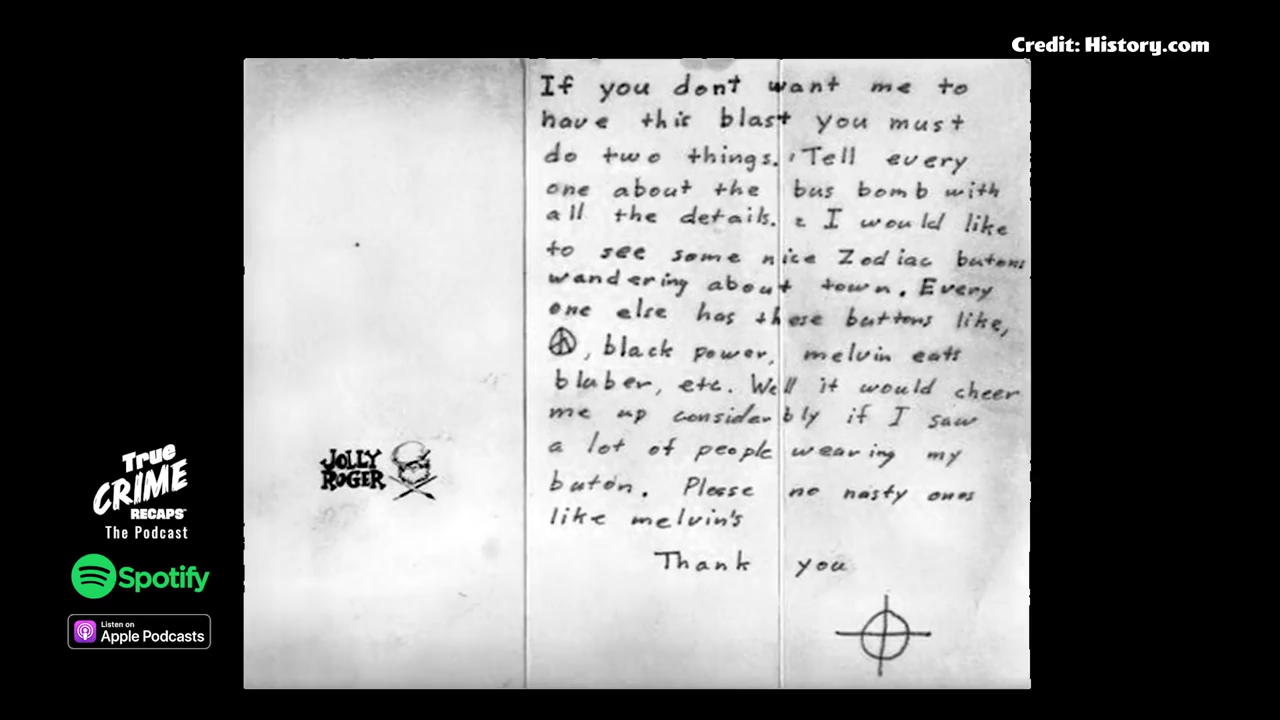 Credit: History.com
If you dont want me to
have this blast you must
do two things. 1 Tell every
one about the bus bomb with
all the details. 2 I would like
to see some nice Zodiac butons
wandering about town. Every
one else has these buttons like,
☮, black power, melvin eats
bluber, etc. Well it would cheer
me up considerbly if I saw
a lot of people wearing my
buton. Please no nasty ones
like melvin's
Thank you
JOLLY
ROGER
True
CRIME
RECAPS
The Podcast
Spotify
Listen on
Apple Podcasts